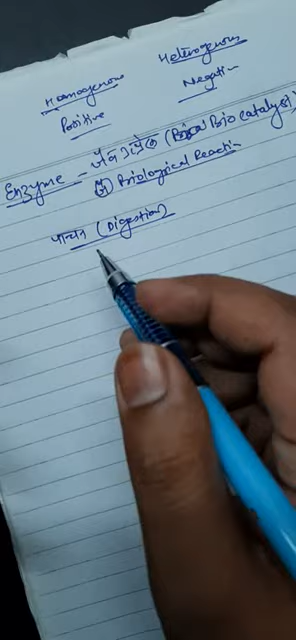 Homogenous Heterogenous
Positive Negative
Enzyme - जैव उत्प्रेरक (Bio catalyst)
Biological Reaction
पाचन (Digestion)